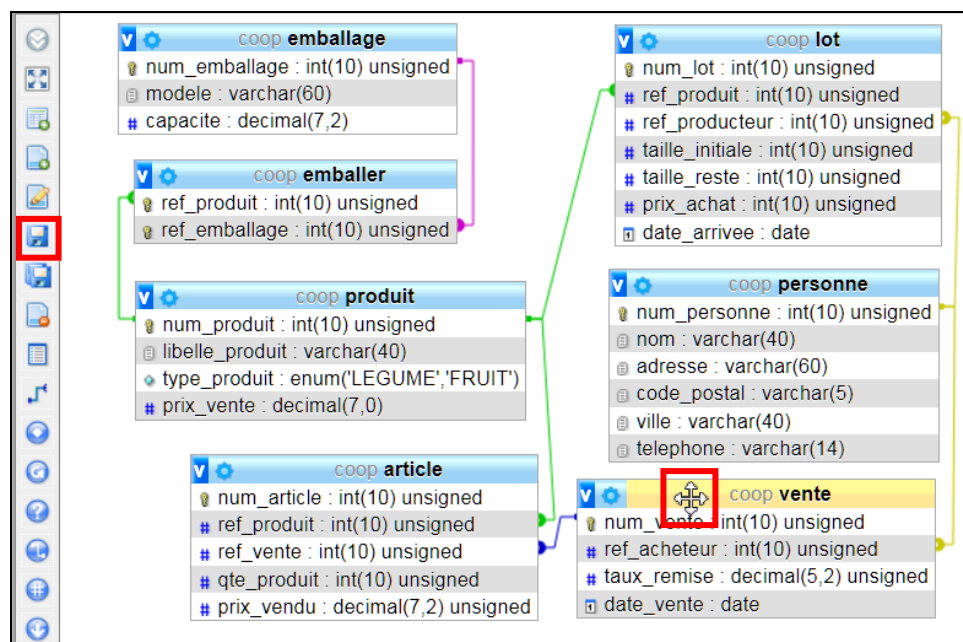 coop emballage
num_emballage : int(10) unsigned
modele : varchar(60)
capacite : decimal(7,2)
coop emballer
ref_produit : int(10) unsigned
ref_emballage : int(10) unsigned
coop produit
num_produit : int(10) unsigned
libelle_produit : varchar(40)
type_produit : enum('LEGUME','FRUIT')
prix_vente : decimal(7,0)
coop article
num_article : int(10) unsigned
ref_produit : int(10) unsigned
ref_vente : int(10) unsigned
qte_produit : int(10) unsigned
prix_vendu : decimal(7,2) unsigned
coop lot
num_lot : int(10) unsigned
ref_produit : int(10) unsigned
ref_producteur : int(10) unsigned
taille_initiale : int(10) unsigned
taille_reste : int(10) unsigned
prix_achat : int(10) unsigned
date_arrivee : date
coop personne
num_personne : int(10) unsigned
nom : varchar(40)
adresse : varchar(60)
code_postal : varchar(5)
ville : varchar(40)
telephone : varchar(14)
coop vente
num_vente : int(10) unsigned
ref_acheteur : int(10) unsigned
taux_remise : decimal(5,2) unsigned
date_vente : date